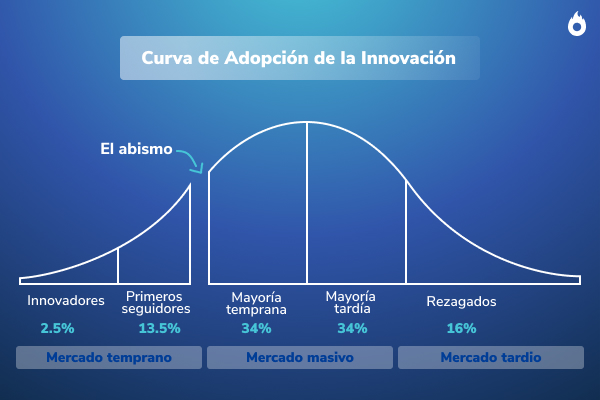 Curva de Adopción de la Innovación
El abismo
Innovadores
Primeros
seguidores
Mayoría
temprana
Mayoría
tardía
Rezagados
2.5%
13.5%
34%
34%
16%
Mercado temprano
Mercado masivo
Mercado tardio